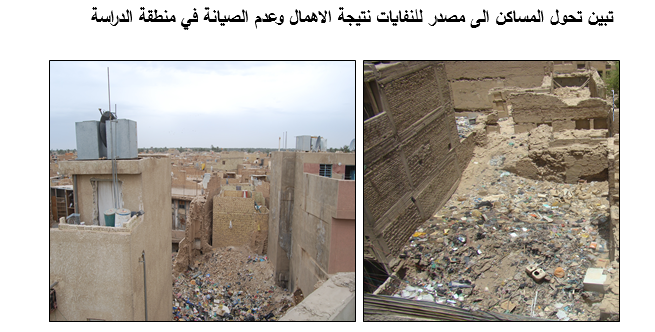 تبين تحول المساكن الى مصدر للنفايات نتيجة الاهمال وعدم الصيانة في منطقة الدراسة